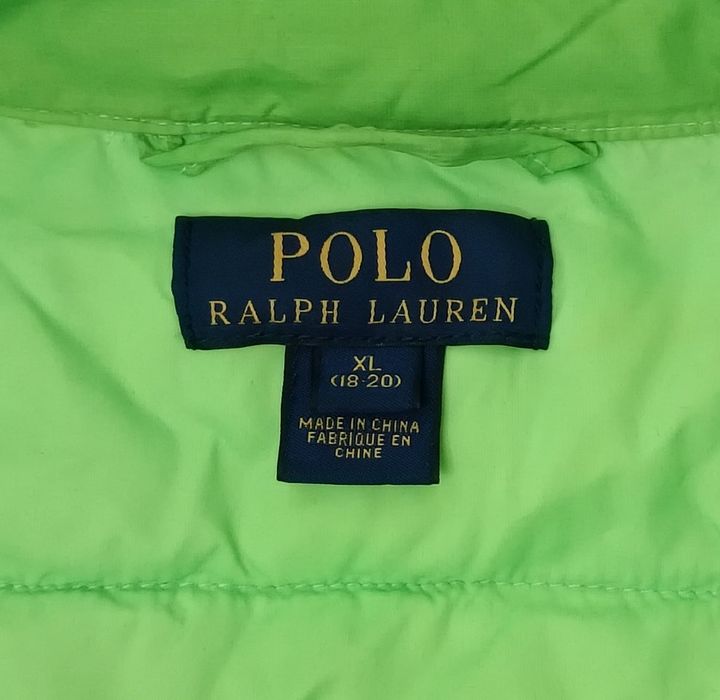 POLO
RALPH LAUREN
XL
(18-20)
MADE IN CHINA
FABRIQUE EN
CHINE